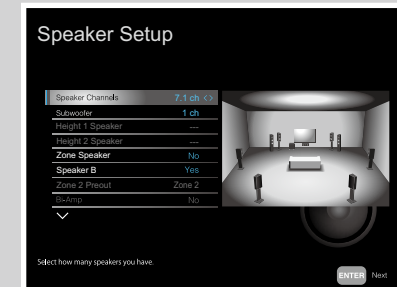 Speaker Setup
Speaker Channels 7.1 ch <>
Subwoofer 1 ch
Height 1 Speaker ---
Height 2 Speaker ---
Zone Speaker No
Speaker B Yes
Zone 2 Preout Zone 2
Bi-Amp No
Select how many speakers you have.
ENTER Next